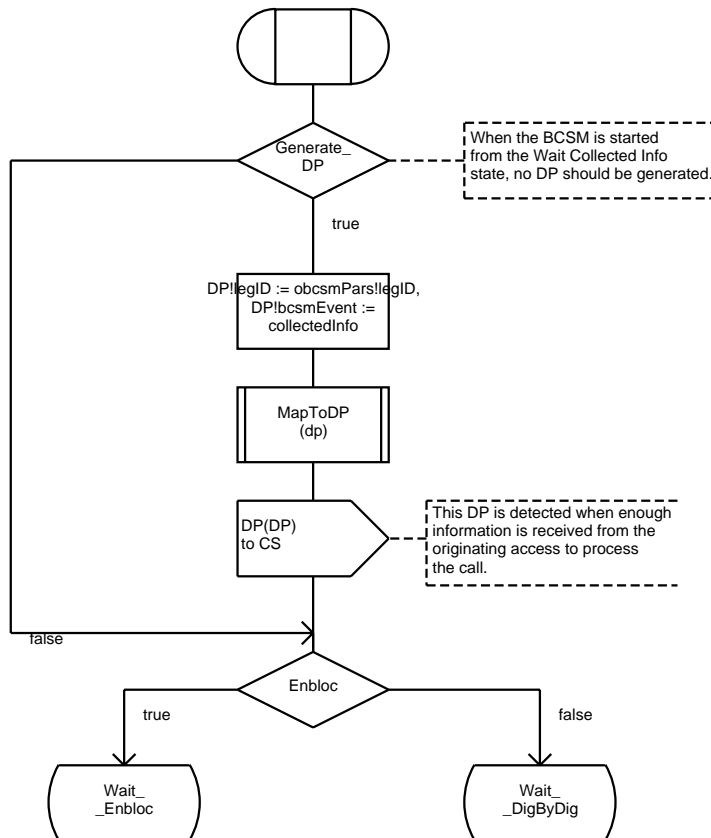 Generate_
DP
When the BCSM is started
from the Wait Collected Info
state, no DP should be generated.
true
DP!legID := obcsmPars!legID,
DP!bcsmEvent :=
collectedInfo
MapToDP
(dp)
DP(DP)
to CS
This DP is detected when enough
information is received from the
originating access to process
the call.
false
Enbloc
true
false
Wait_
_Enbloc
Wait_
_DigByDig